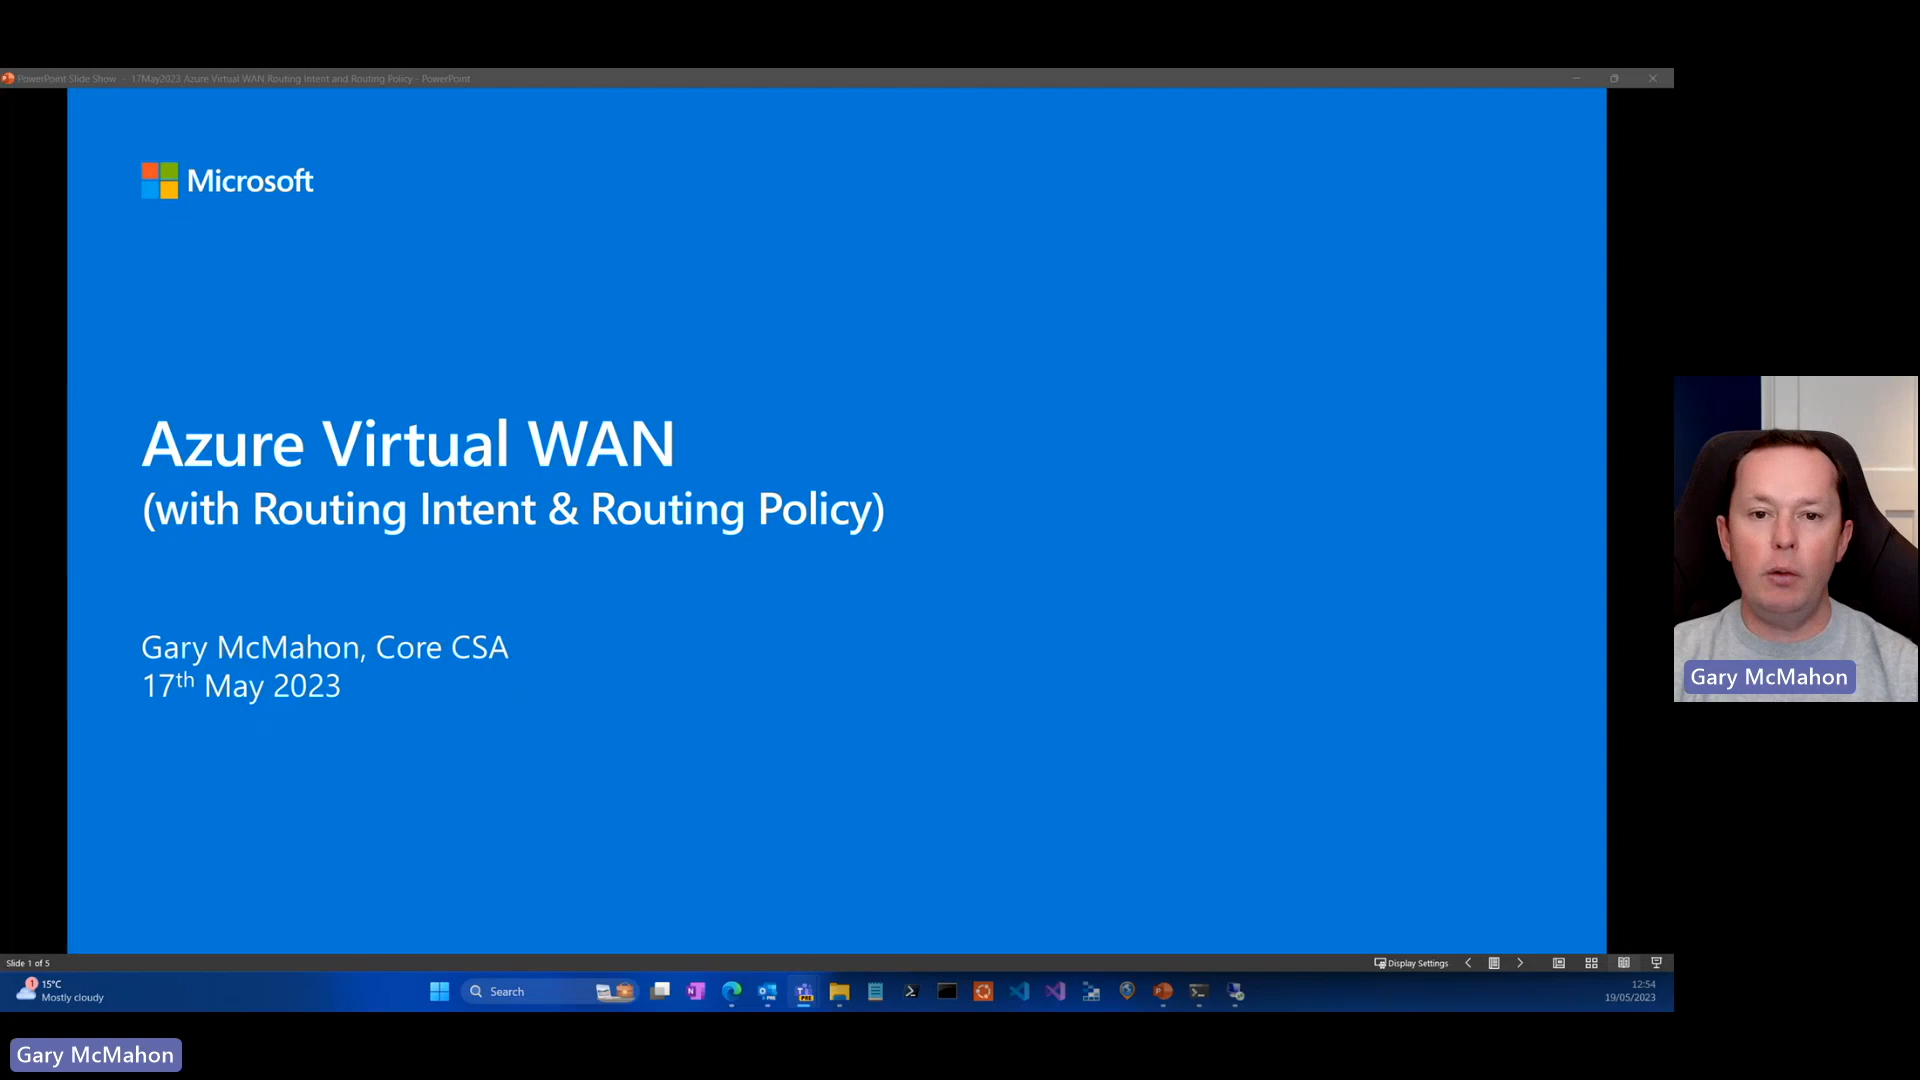 PowerPoint Slide Show - 17May2023 Azure Virtual WAN Routing Intent and Routing Policy - PowerPoint
Microsoft
Azure Virtual WAN
(with Routing Intent & Routing Policy)
Gary McMahon, Core CSA
17th May 2023
Gary McMahon
Slide 1 of 5
Display Settings
1
15°C
Mostly cloudy
Search
PRE
12:54
19/05/2023
Gary McMahon